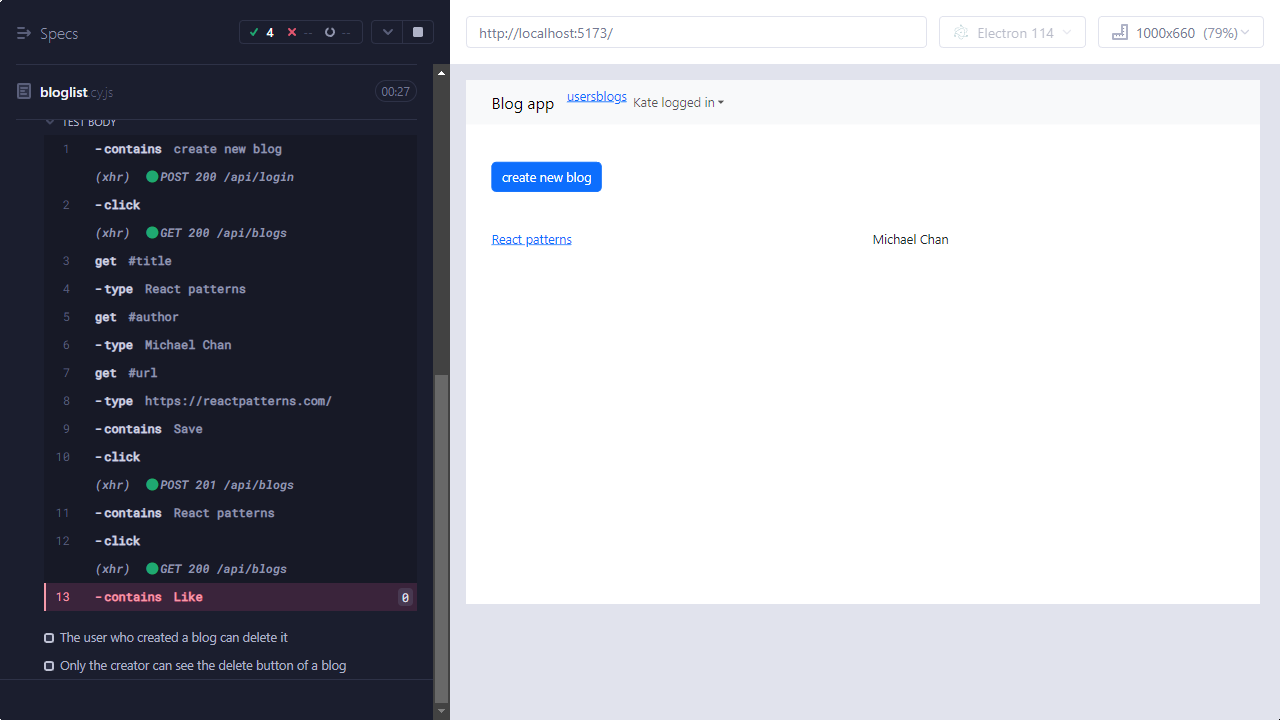 Specs
4
--
--
bloglist.cy.js
00:27
TEST BODY
1 -contains create new blog
(xhr) POST 200 /api/login
2 -click
(xhr) GET 200 /api/blogs
3 get #title
4 -type React patterns
5 get #author
6 -type Michael Chan
7 get #url
8 -type https://reactpatterns.com/
9 -contains Save
10 -click
(xhr) POST 201 /api/blogs
11 -contains React patterns
12 -click
(xhr) GET 200 /api/blogs
13 -contains Like 0
The user who created a blog can delete it
Only the creator can see the delete button of a blog
http://localhost:5173/
Electron 114
1000x660 (79%)
Blog app
usersblogs
Kate logged in
create new blog
React patterns
Michael Chan